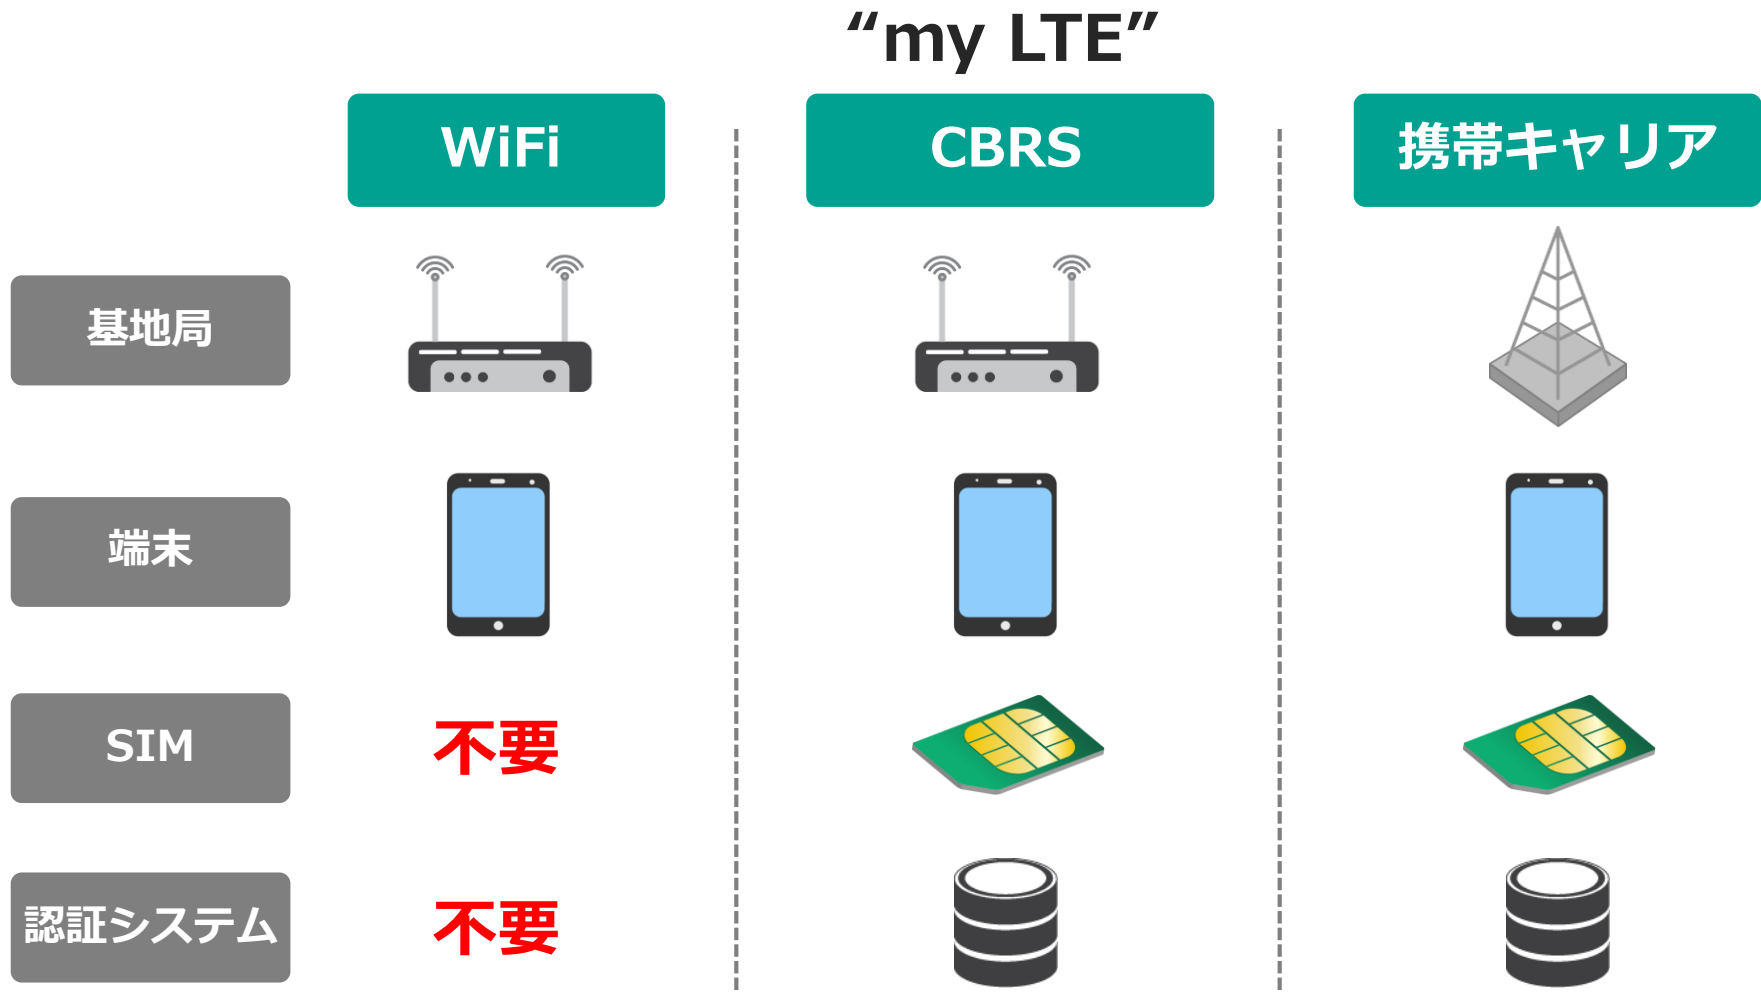 “my LTE”
WiFi
CBRS
携帯キャリア
基地局
端末
SIM
不要
認証システム
不要